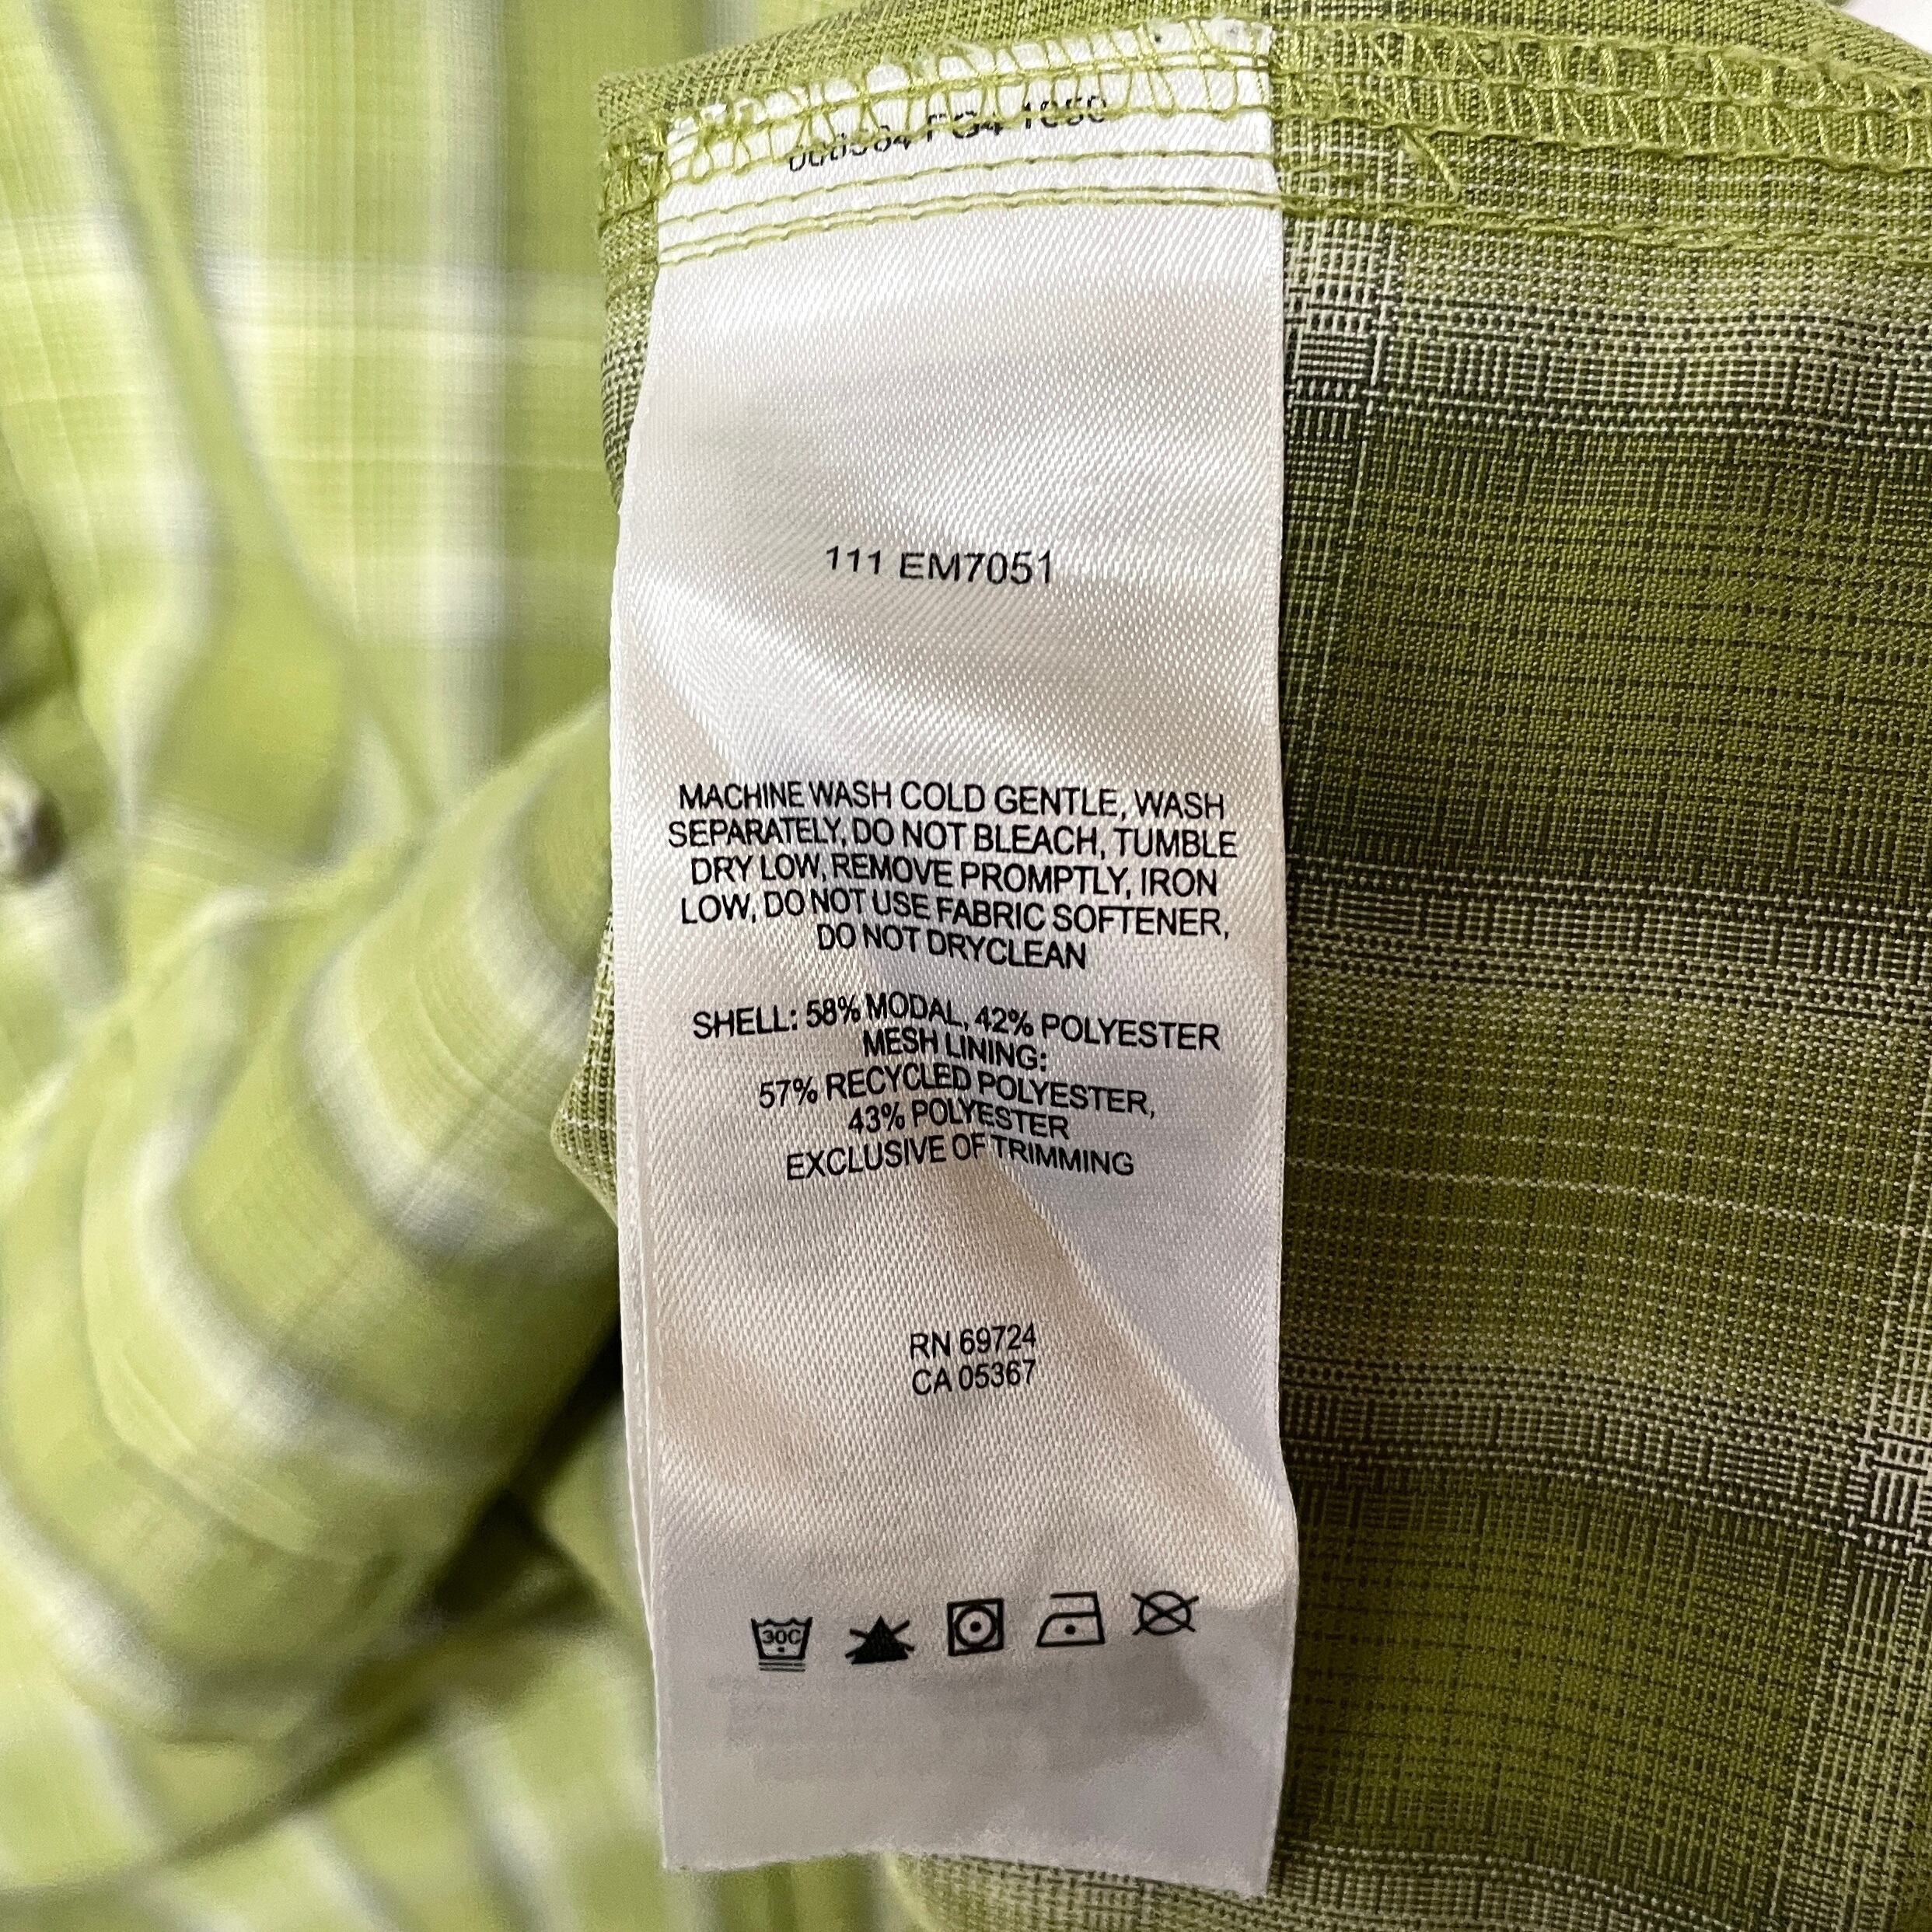 111 EM7051
MACHINE WASH COLD GENTLE, WASH
SEPARATELY, DO NOT BLEACH, TUMBLE
DRY LOW, REMOVE PROMPTLY, IRON
LOW, DO NOT USE FABRIC SOFTENER,
DO NOT DRYCLEAN
SHELL: 58% MODAL, 42% POLYESTER
MESH LINING:
57% RECYCLED POLYESTER,
43% POLYESTER
EXCLUSIVE OF TRIMMING
RN 69724
CA 05367
30C